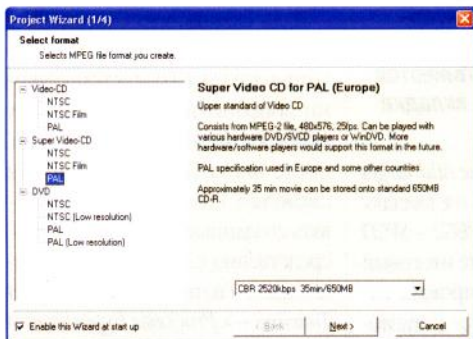 Project Wizard (1/4)
Select format
Selects MPEG file format you create.
Video-CD
NTSC
NTSC Film
PAL
Super Video-CD
NTSC
NTSC Film
PAL
DVD
NTSC
NTSC (Low resolution)
PAL
PAL (Low resolution)
Super Video CD for PAL (Europe)
Upper standard of Video CD
Consists from MPEG-2 file, 480x576, 25fps. Can be played with
various hardware DVD/SVCD players or WinDVD. More
hardware/software players would support this format in the future.
PAL specification used in Europe and some other countries
Approximately 35 min movie can be stored onto standard 650MB
CD-R.
CBR 2520kbps 35min/650MB
Enable this Wizard at start up
< Back
Next >
Cancel